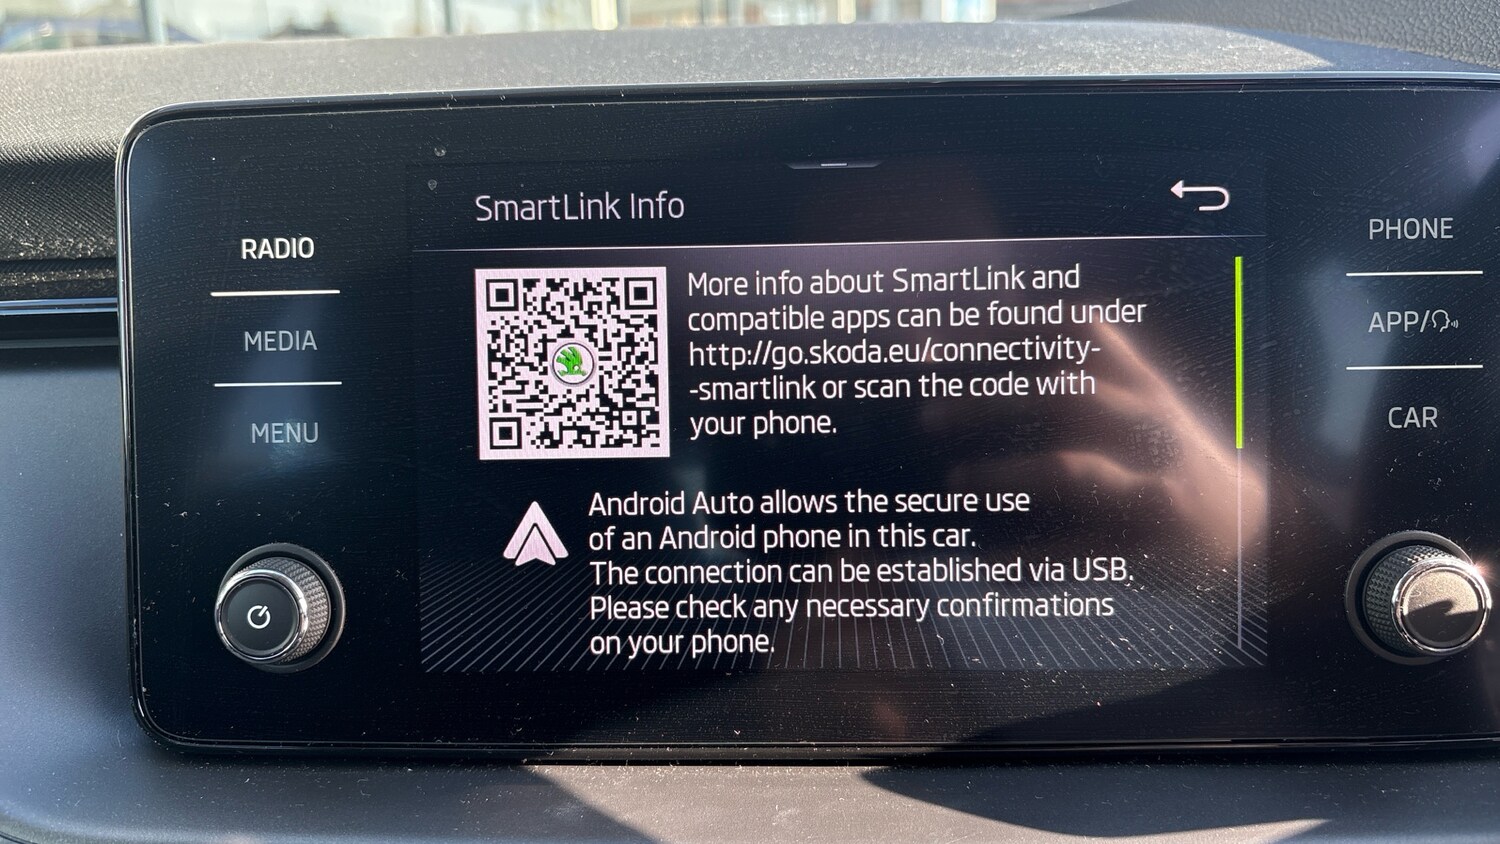 SmartLink Info
RADIO
MEDIA
MENU
More info about SmartLink and
compatible apps can be found under
http://go.skoda.eu/connectivity-
-smartlink or scan the code with
your phone.
Android Auto allows the secure use
of an Android phone in this car.
The connection can be established via USB.
Please check any necessary confirmations
on your phone.
PHONE
APP/
CAR